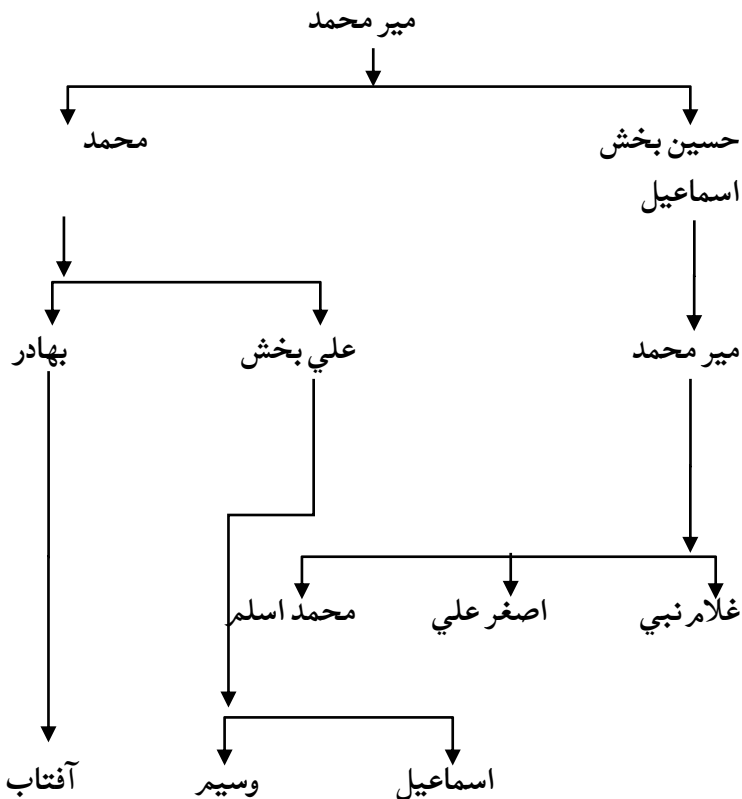 مير محمد
حسين بخش محمد
اسماعيل
مير محمد علي بخش بهادر
غلام نبي اصغر علي محمد اسلم
اسماعيل وسيم آفتاب